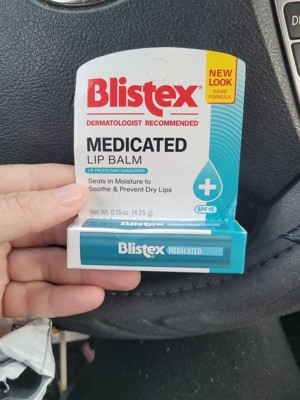 NEW
LOOK
SAME
FORMULA
Blistex®
DERMATOLOGIST RECOMMENDED
MEDICATED
LIP BALM
LIP PROTECTANT/SUNSCREEN
Seals in Moisture to
Soothe & Prevent Dry Lips
SPF 15
Net Wt. 0.15 oz. (4.25 g)
Blistex® MEDICATED